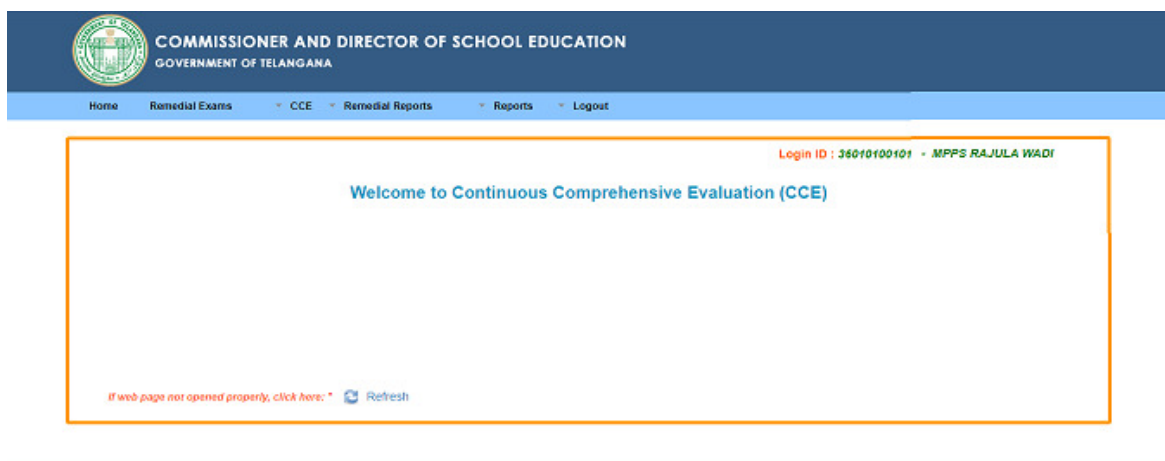 COMMISSIONER AND DIRECTOR OF SCHOOL EDUCATION
GOVERNMENT OF TELANGANA
Home Remedial Exams CCE Remedial Reports Reports Logout
Login ID : 36010100101 - MPPS RAJULA WADI
Welcome to Continuous Comprehensive Evaluation (CCE)
If web page not opened properly, click here: * Refresh